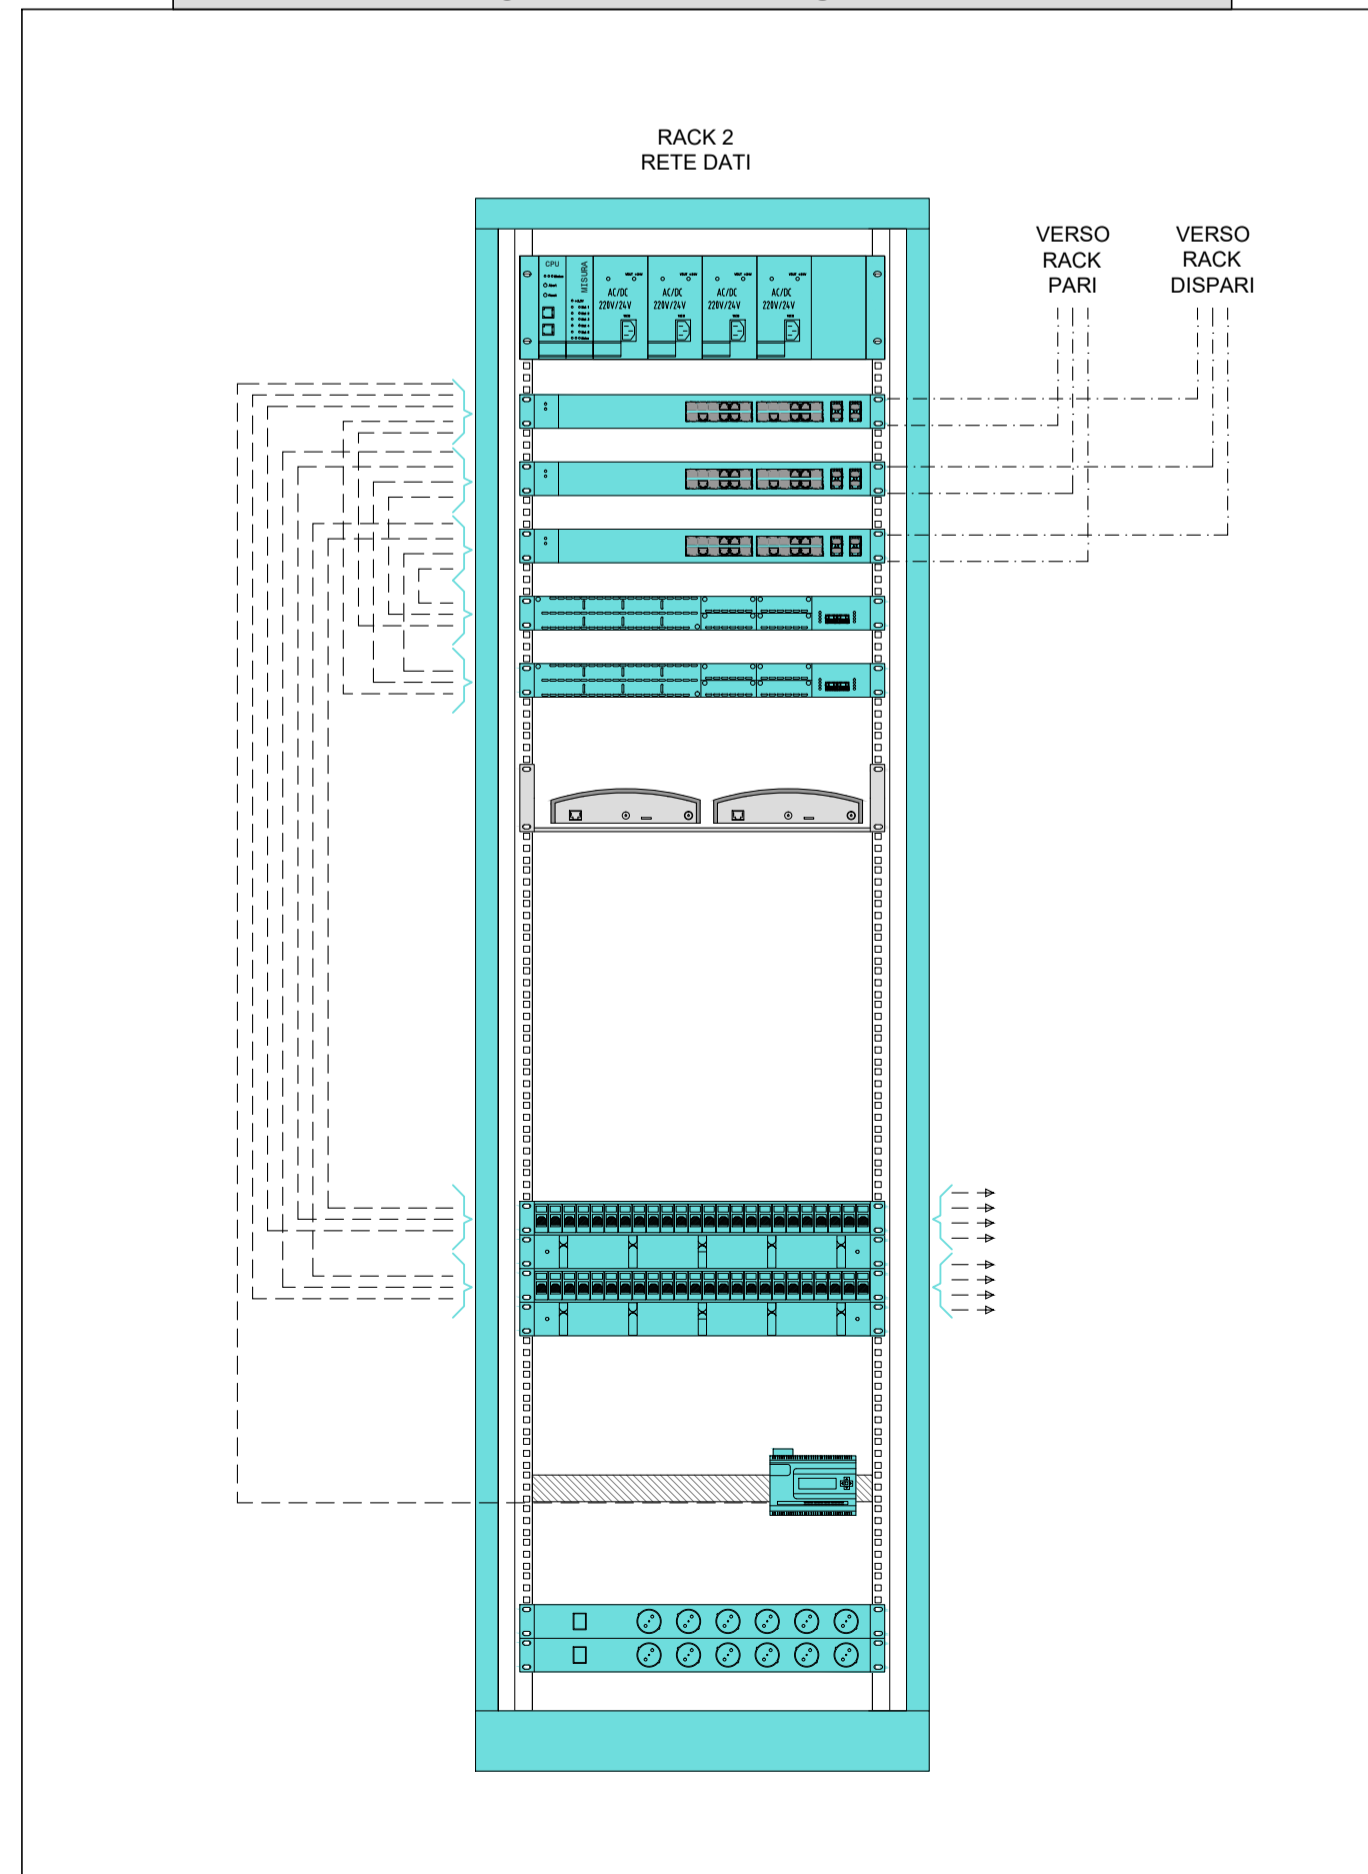 RACK 2
RETE DATI
VERSO
RACK
PARI
VERSO
RACK
DISPARI
CPU
MISURA
AC/DC
220V/24V
AC/DC
220V/24V
AC/DC
220V/24V
AC/DC
220V/24V